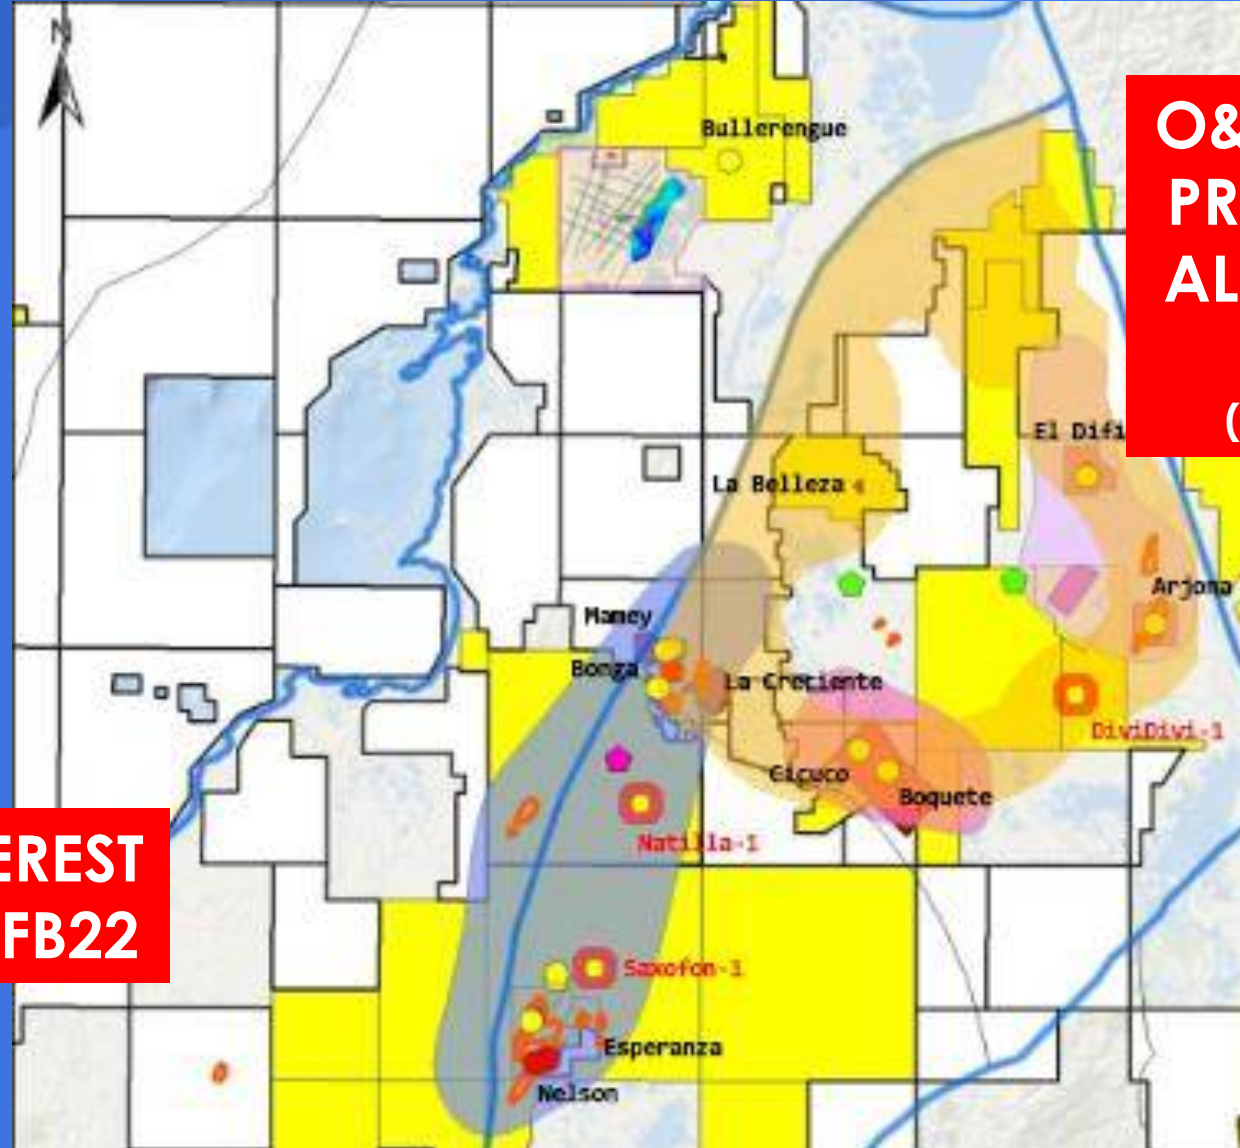 N
Bullerengue
O&
PR
AL
(
El Difi
La Belleza
Arjona
Mamey
Bonga
La Creciente
DiviDivi-1
Cicuco
Boquete
Natilla-1
EREST
FB22
Saxofon-1
Esperanza
Nelson